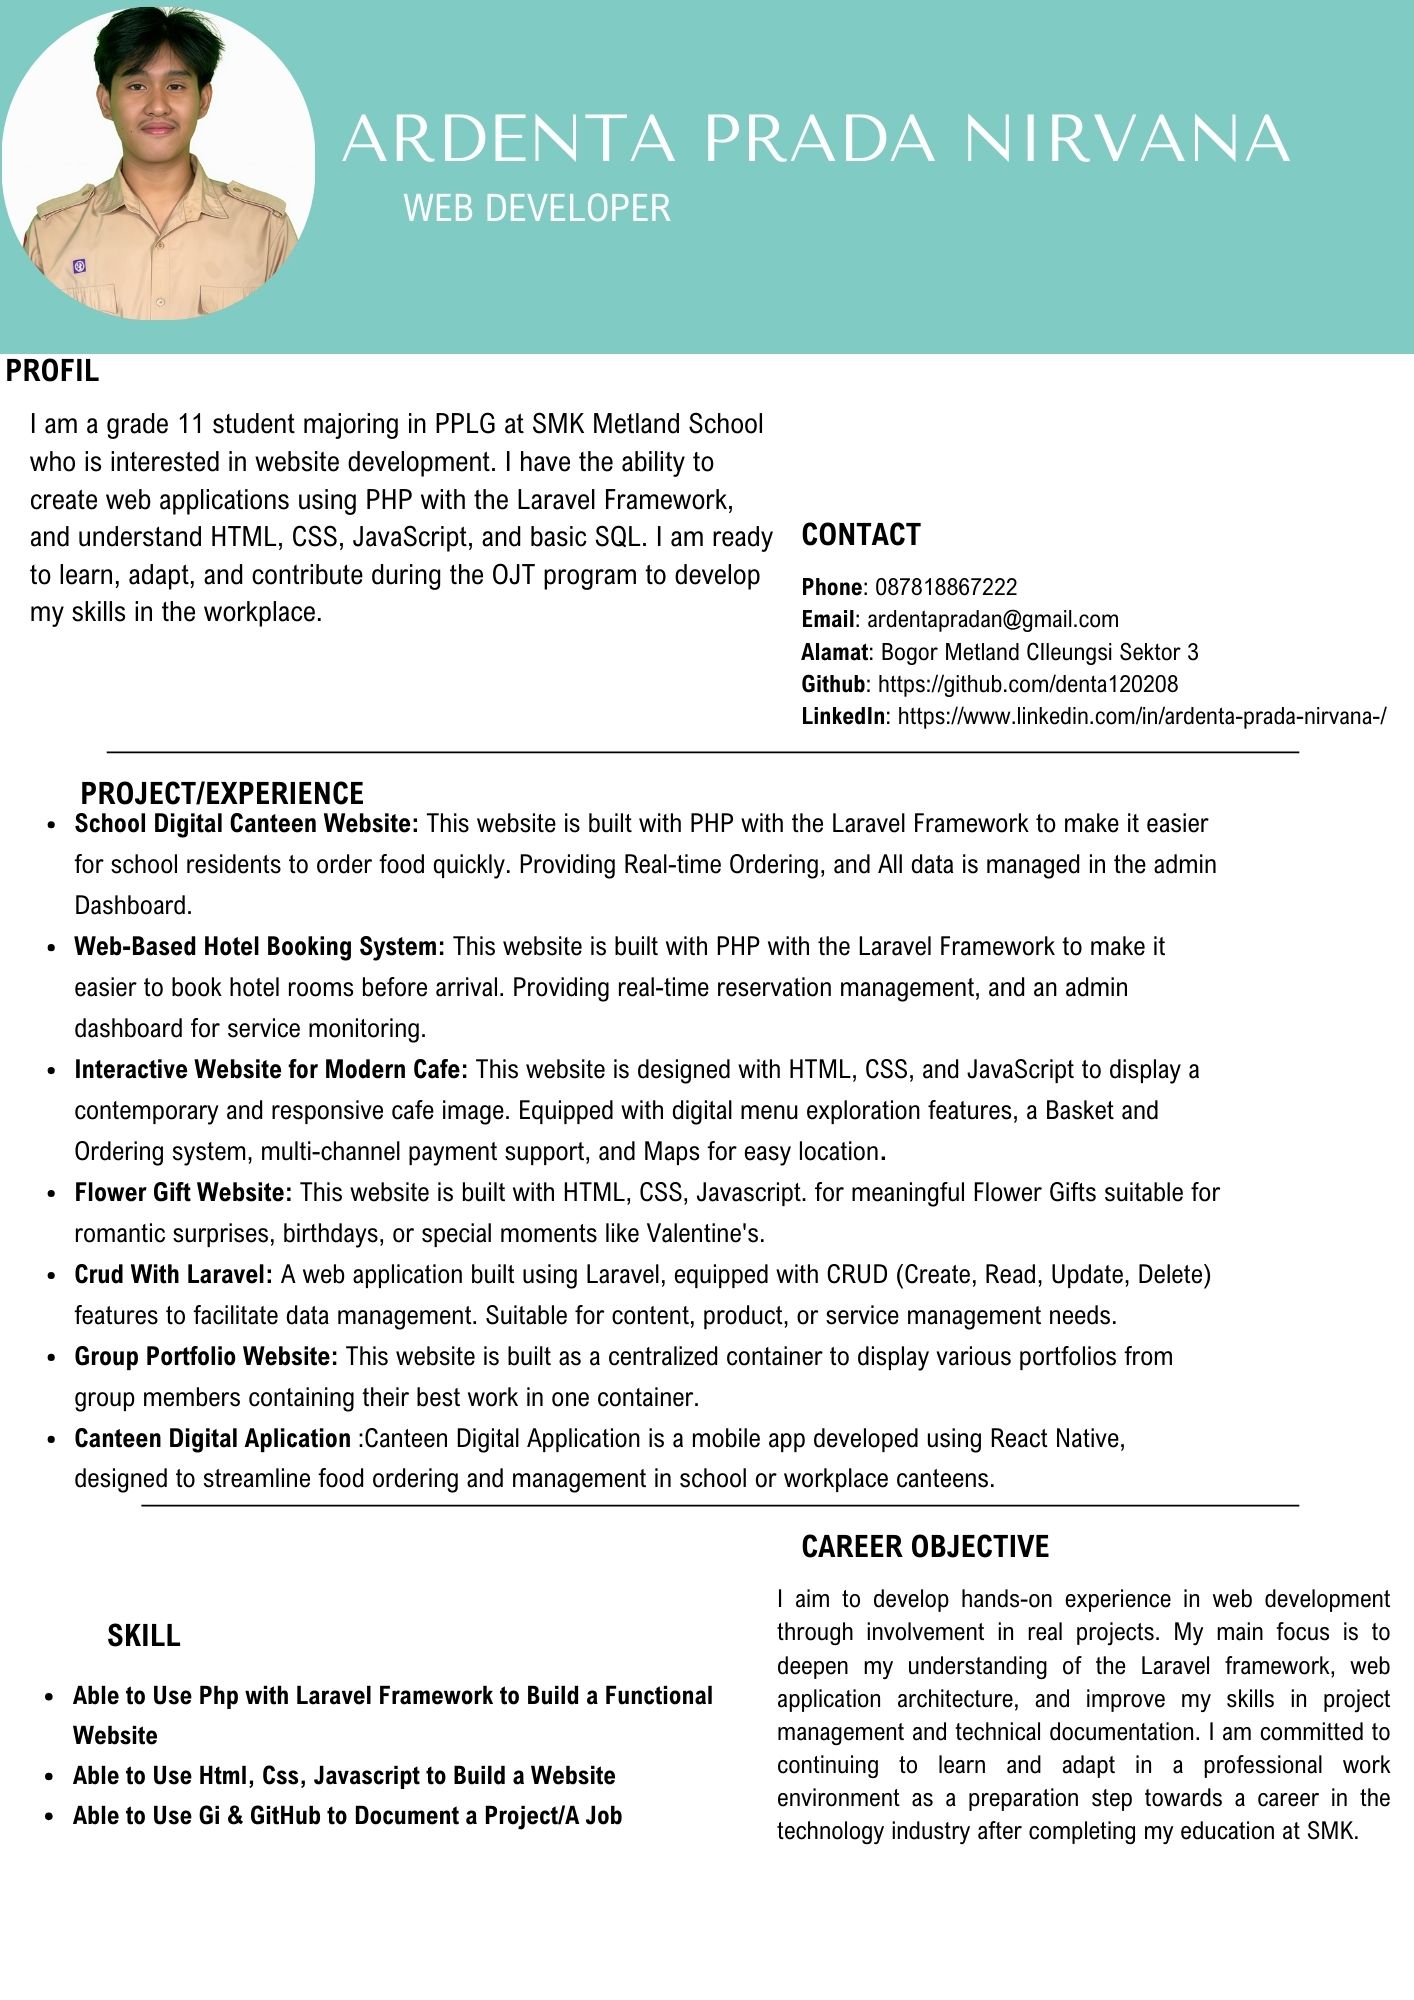 ARDENTA PRADA NIRVANA
WEB DEVELOPER
PROFIL
I am a grade 11 student majoring in PPLG at SMK Metland School
who is interested in website development. I have the ability to
create web applications using PHP with the Laravel Framework,
and understand HTML, CSS, JavaScript, and basic SQL. I am ready
to learn, adapt, and contribute during the OJT program to develop
my skills in the workplace.
CONTACT
Phone: 087818867222
Email: ardentapradan@gmail.com
Alamat: Bogor Metland CIleungsi Sektor 3
Github: https://github.com/denta120208
LinkedIn: https://www.linkedin.com/in/ardenta-prada-nirvana-/
PROJECT/EXPERIENCE
• School Digital Canteen Website: This website is built with PHP with the Laravel Framework to make it easier
for school residents to order food quickly. Providing Real-time Ordering, and All data is managed in the admin
Dashboard.
• Web-Based Hotel Booking System: This website is built with PHP with the Laravel Framework to make it
easier to book hotel rooms before arrival. Providing real-time reservation management, and an admin
dashboard for service monitoring.
• Interactive Website for Modern Cafe: This website is designed with HTML, CSS, and JavaScript to display a
contemporary and responsive cafe image. Equipped with digital menu exploration features, a Basket and
Ordering system, multi-channel payment support, and Maps for easy location.
• Flower Gift Website: This website is built with HTML, CSS, Javascript. for meaningful Flower Gifts suitable for
romantic surprises, birthdays, or special moments like Valentine's.
• Crud With Laravel: A web application built using Laravel, equipped with CRUD (Create, Read, Update, Delete)
features to facilitate data management. Suitable for content, product, or service management needs.
• Group Portfolio Website: This website is built as a centralized container to display various portfolios from
group members containing their best work in one container.
• Canteen Digital Aplication :Canteen Digital Application is a mobile app developed using React Native,
designed to streamline food ordering and management in school or workplace canteens.
SKILL
• Able to Use Php with Laravel Framework to Build a Functional
Website
• Able to Use Html, Css, Javascript to Build a Website
• Able to Use Gi & GitHub to Document a Project/A Job
CAREER OBJECTIVE
I aim to develop hands-on experience in web development
through involvement in real projects. My main focus is to
deepen my understanding of the Laravel framework, web
application architecture, and improve my skills in project
management and technical documentation. I am committed to
continuing to learn and adapt in a professional work
environment as a preparation step towards a career in the
technology industry after completing my education at SMK.